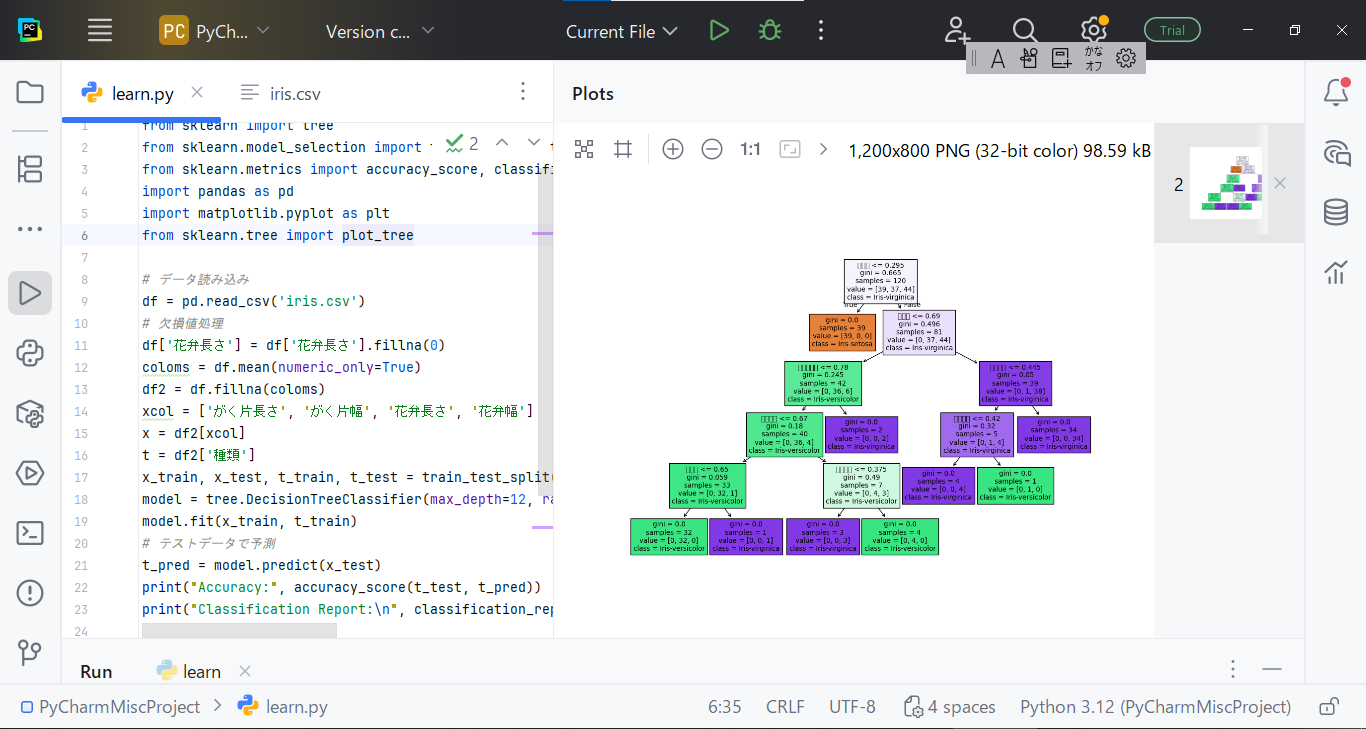 PC PyCh... Version c... Current File Trial
A かな オフ
learn.py iris.csv
Plots
1 from sklearn import tree
2 from sklearn.model_selection import
2
3 from sklearn.metrics import accuracy_score, classifi
4 import pandas as pd
5 import matplotlib.pyplot as plt
6 from sklearn.tree import plot_tree
7
8 # データ読み込み
9 df = pd.read_csv('iris.csv')
10 # 欠損値処理
11 df['花弁長さ'] = df['花弁長さ'].fillna(0)
12 coloms = df.mean(numeric_only=True)
13 df2 = df.fillna(coloms)
14 xcol = ['がく片長さ', 'がく片幅', '花弁長さ', '花弁幅']
15 x = df2[xcol]
16 t = df2['種類']
17 x_train, x_test, t_train, t_test = train_test_split(
18 model = tree.DecisionTreeClassifier(max_depth=12, ra
19 model.fit(x_train, t_train)
20 # テストデータで予測
21 t_pred = model.predict(x_test)
22 print("Accuracy:", accuracy_score(t_test, t_pred))
23 print("Classification Report:\n", classification_rep
24
1:1 1,200x800 PNG (32-bit color) 98.59 kB
2
<= 0.295
gini = 0.665
samples = 120
value = [39, 37, 44]
class = Iris-virginica
True False
gini = 0.0
samples = 39
value = [39, 0, 0]
class = Iris-setosa
<= 0.69
gini = 0.496
samples = 81
value = [0, 37, 44]
class = Iris-virginica
<= 0.78
gini = 0.245
samples = 42
value = [0, 36, 6]
class = Iris-versicolor
<= 0.445
gini = 0.05
samples = 39
value = [0, 1, 38]
class = Iris-virginica
<= 0.67
gini = 0.18
samples = 40
value = [0, 36, 4]
class = Iris-versicolor
gini = 0.0
samples = 2
value = [0, 0, 2]
class = Iris-virginica
<= 0.42
gini = 0.32
samples = 5
value = [0, 1, 4]
class = Iris-virginica
gini = 0.0
samples = 34
value = [0, 0, 34]
class = Iris-virginica
<= 0.65
gini = 0.059
samples = 33
value = [0, 32, 1]
class = Iris-versicolor
<= 0.375
gini = 0.49
samples = 7
value = [0, 4, 3]
class = Iris-versicolor
gini = 0.0
samples = 4
value = [0, 0, 4]
class = Iris-virginica
gini = 0.0
samples = 1
value = [0, 1, 0]
class = Iris-versicolor
gini = 0.0
samples = 32
value = [0, 32, 0]
class = Iris-versicolor
gini = 0.0
samples = 1
value = [0, 0, 1]
class = Iris-virginica
gini = 0.0
samples = 3
value = [0, 0, 3]
class = Iris-virginica
gini = 0.0
samples = 4
value = [0, 4, 0]
class = Iris-versicolor
Run learn
PyCharmMiscProject learn.py 6:35 CRLF UTF-8 4 spaces Python 3.12 (PyCharmMiscProject)